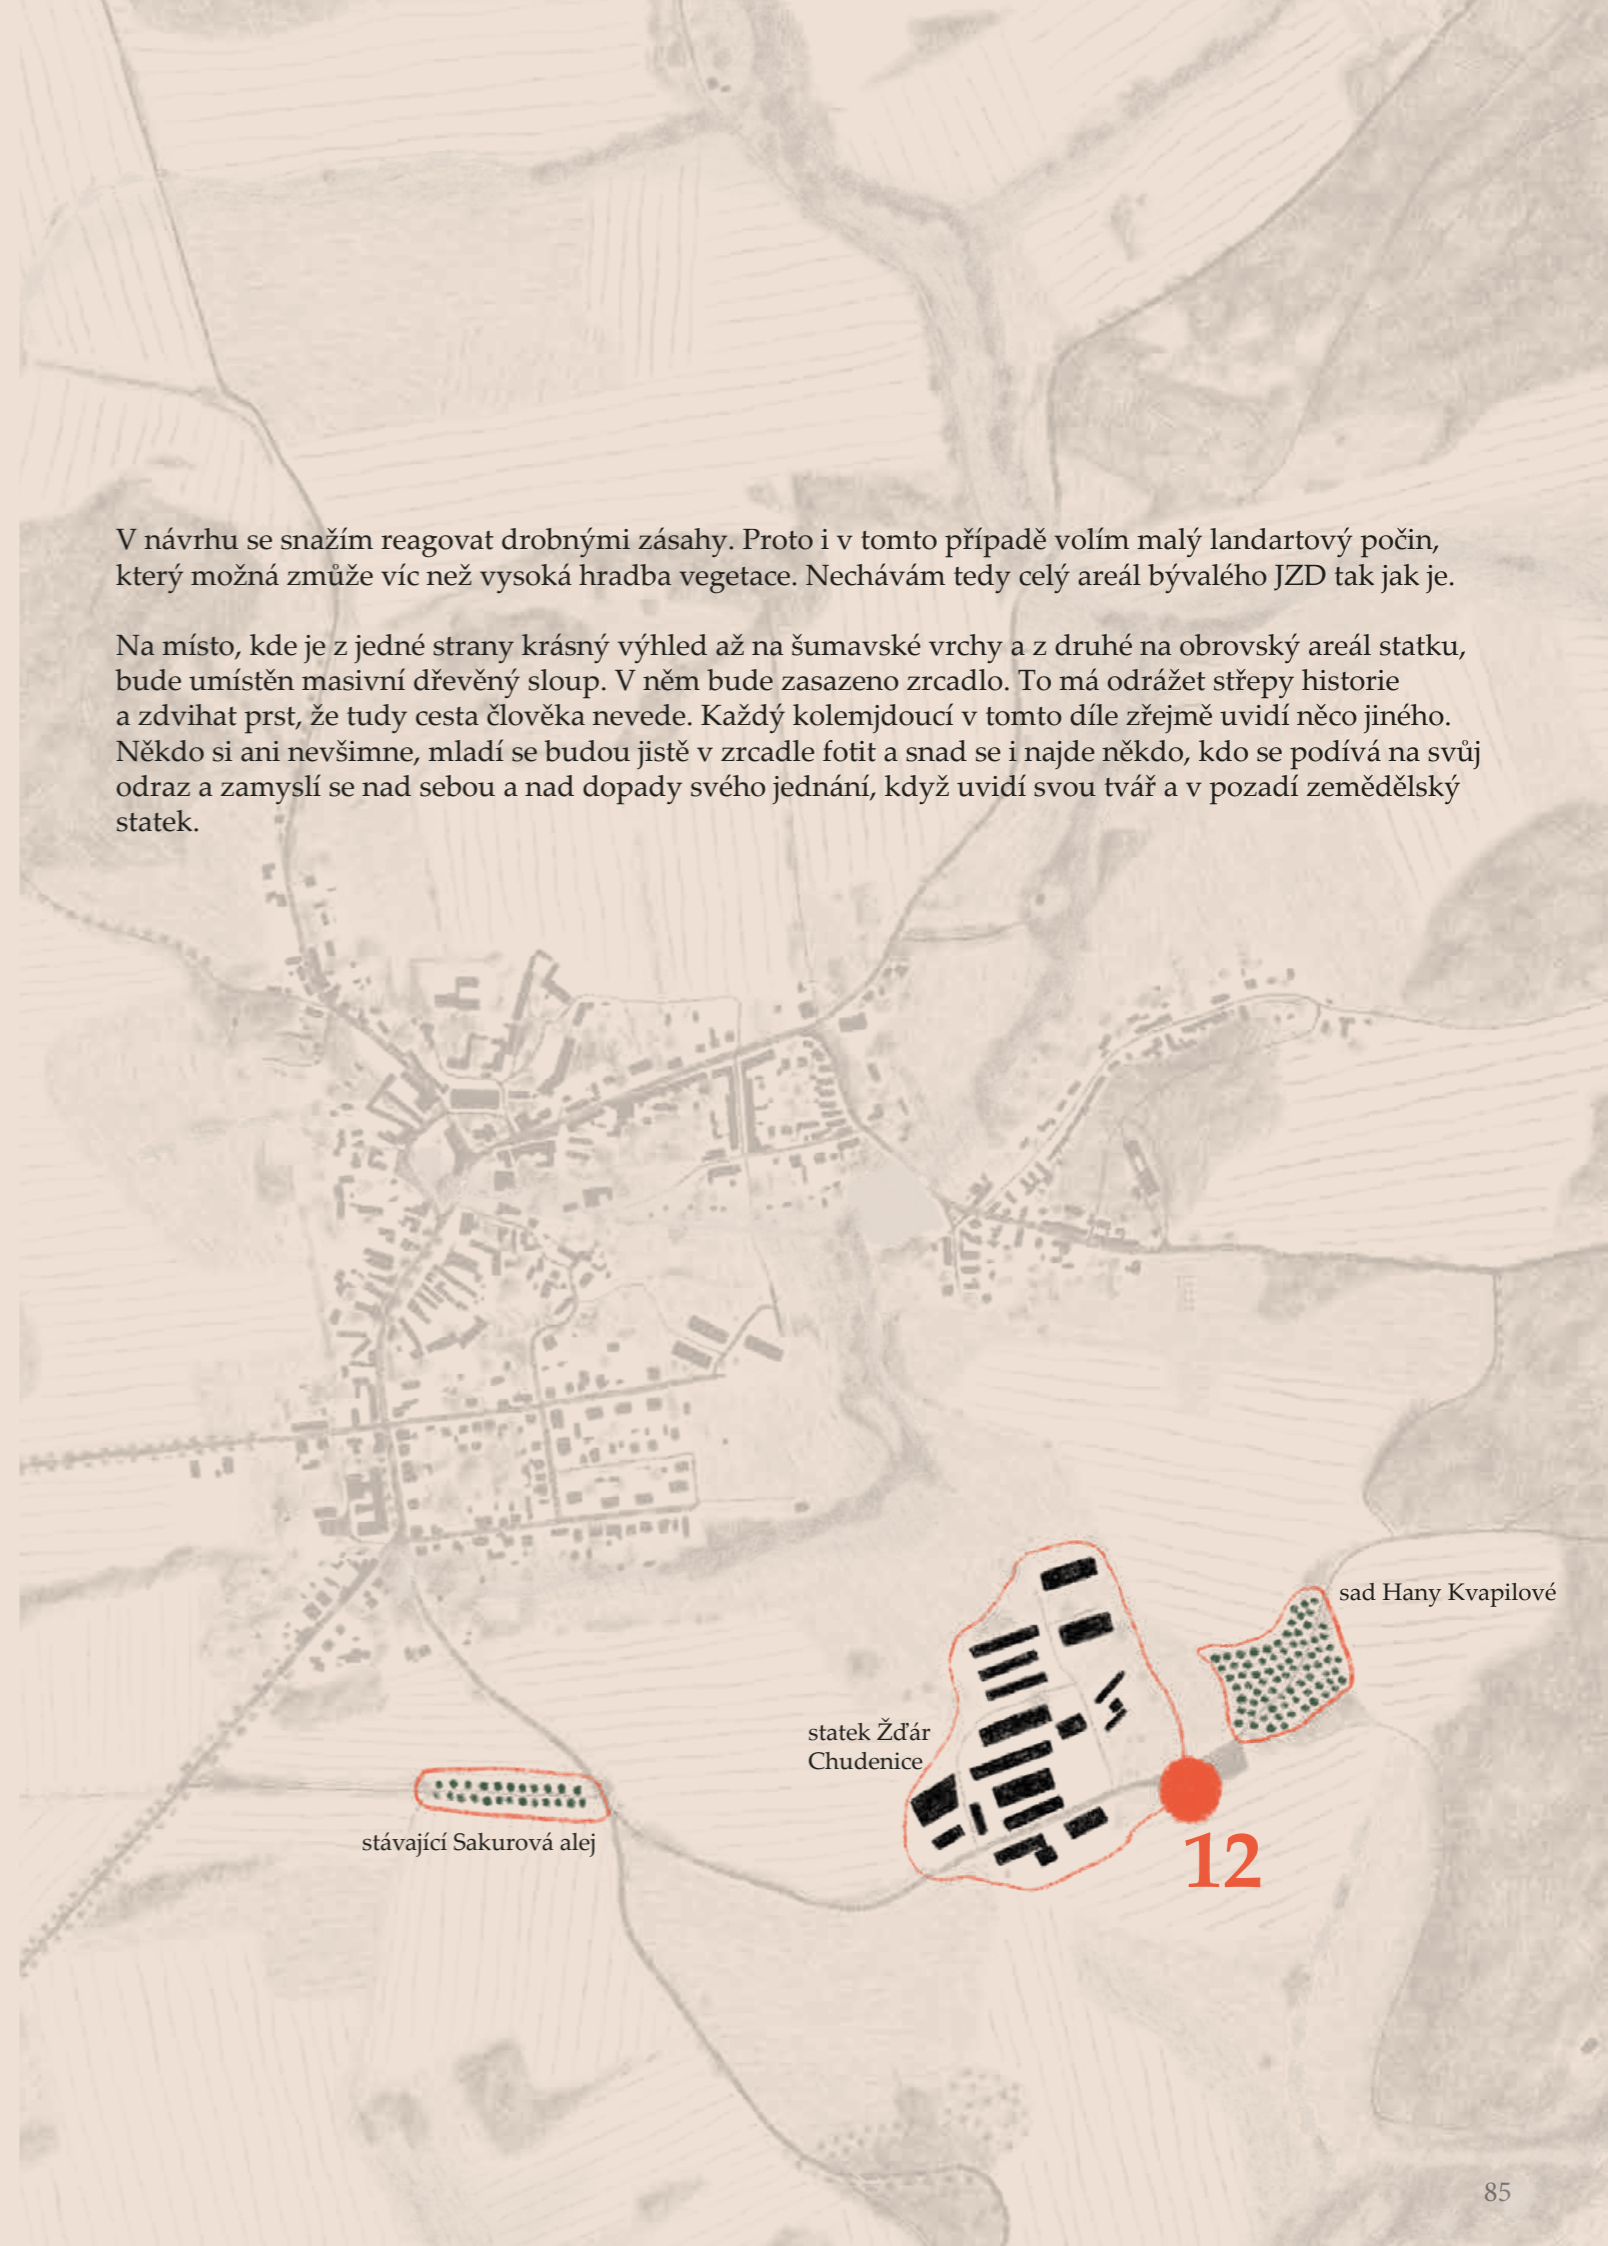 V návrhu se snažím reagovat drobnými zásahy. Proto i v tomto případě volím malý landartový počin,
který možná zmůže víc než vysoká hradba vegetace. Nechávám tedy celý areál bývalého JZD tak jak je.
Na místo, kde je z jedné strany krásný výhled až na šumavské vrchy a z druhé na obrovský areál statku,
bude umístěn masivní dřevěný sloup. V něm bude zasazeno zrcadlo. To má odrážet střepy historie
a zdvihat prst, že tudy cesta člověka nevede. Každý kolemjdoucí v tomto díle zřejmě uvidí něco jiného.
Někdo si ani nevšimne, mladí se budou jistě v zrcadle fotit a snad se i najde někdo, kdo se podívá na svůj
odraz a zamyslí se nad sebou a nad dopady svého jednání, když uvidí svou tvář a v pozadí zemědělský
statek.
sad Hany Kvapilové
statek Žďár
Chudenice
stávající Sakurová alej
12
85